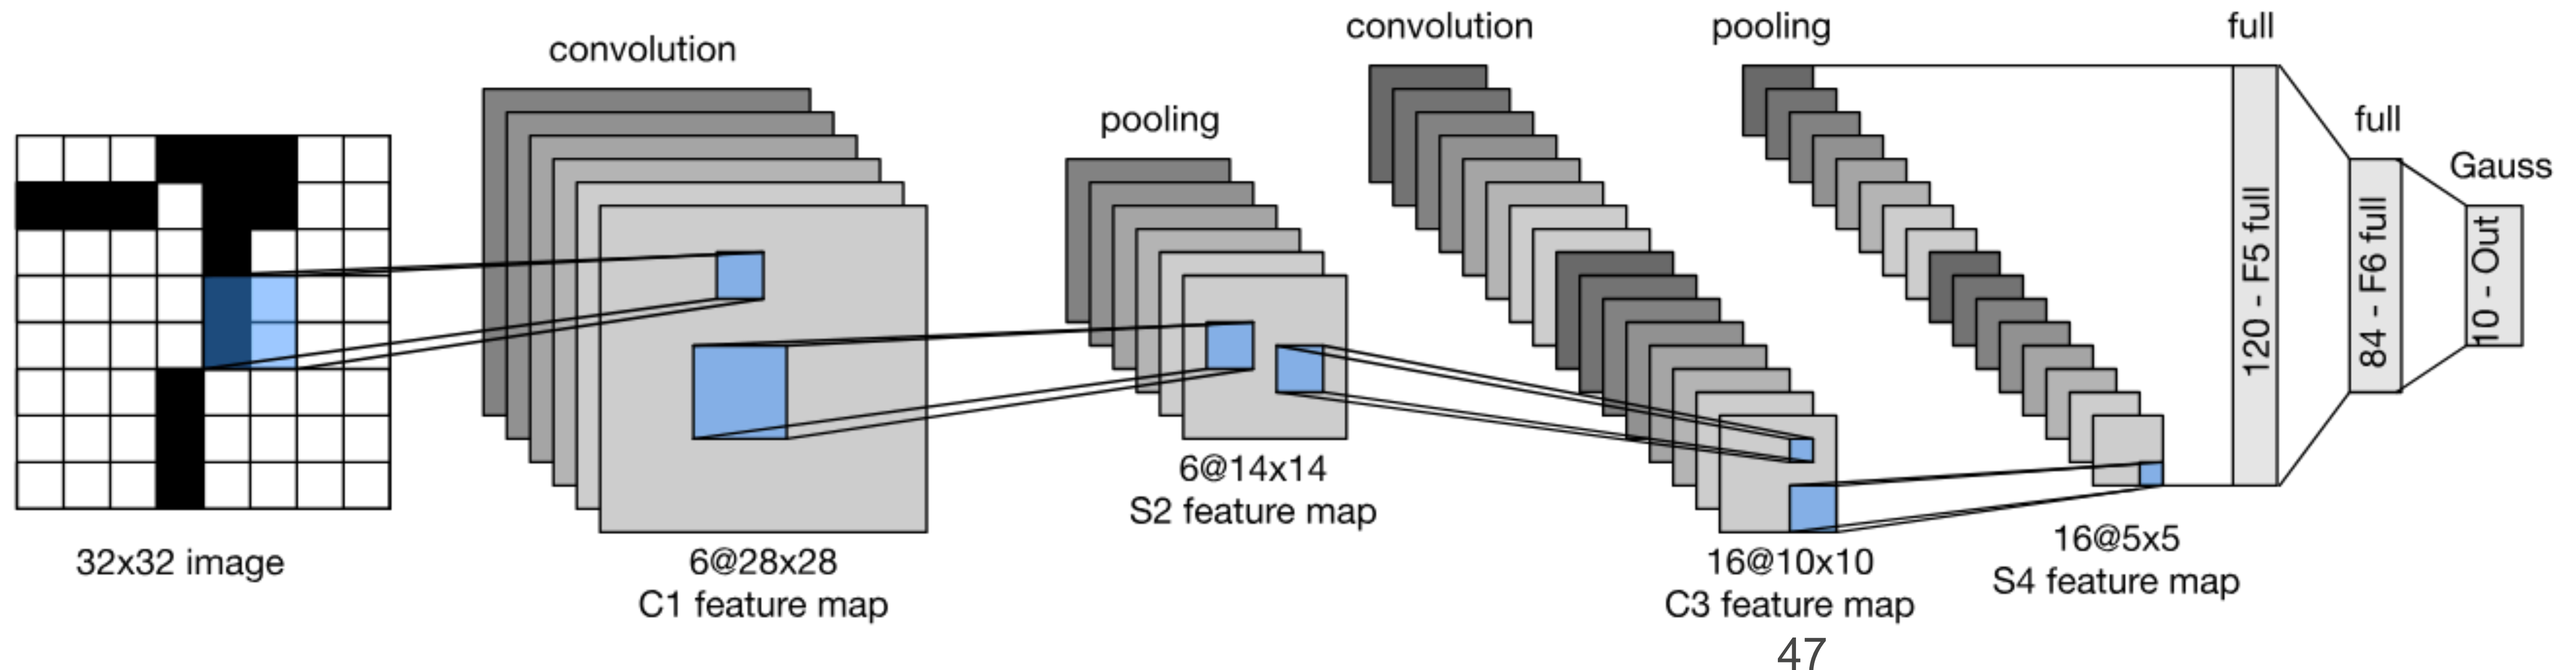 convolution
pooling
convolution
pooling
full
full
Gauss
120 - F5 full
84 - F6 full
10 - Out
32x32 image
6@28x28
C1 feature map
6@14x14
S2 feature map
16@10x10
C3 feature map
16@5x5
S4 feature map
47